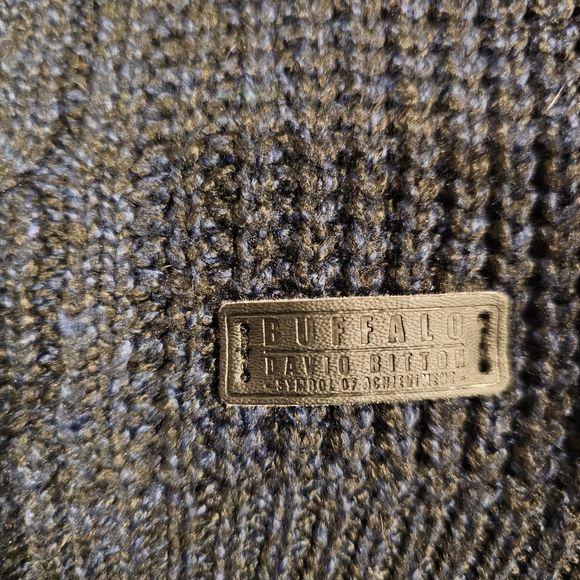 BUFFALO
DAVID BITTON
- SYMBOL OF ACHIEVEMENT -